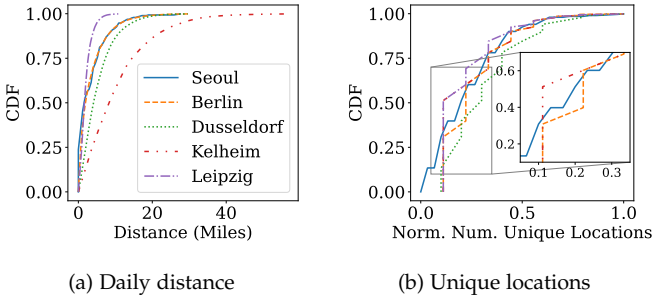 1.00
0.75
0.50
0.25
0.00
CDF
Seoul
Berlin
Dusseldorf
Kelheim
Leipzig
0 20 40
Distance (Miles)
(a) Daily distance
1.00
0.75
0.50
0.25
0.00
CDF
0.6
0.4
0.2
0.1 0.2 0.3
0.0 0.5 1.0
Norm. Num. Unique Locations
(b) Unique locations